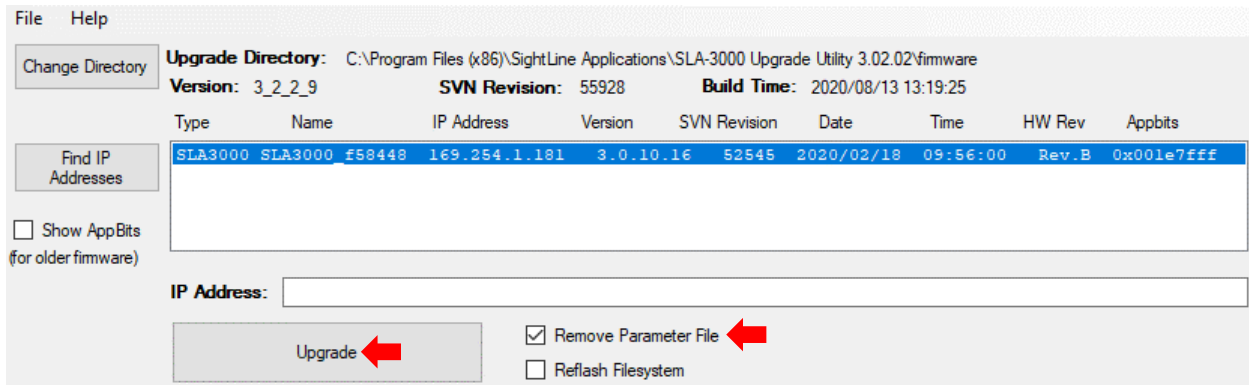 File Help
Change Directory
Upgrade Directory: C:\Program Files (x86)\SightLine Applications\SLA-3000 Upgrade Utility 3.02.02\firmware
Version: 3_2_2_9 SVN Revision: 55928 Build Time: 2020/08/13 13:19:25
Type Name IP Address Version SVN Revision Date Time HW Rev Appbits
Find IP
Addresses
SLA3000 SLA3000_f58448 169.254.1.181 3.0.10.16 52545 2020/02/18 09:56:00 Rev.B 0x001e7fff
Show AppBits
(for older firmware)
IP Address:
Upgrade
Remove Parameter File
Reflash Filesystem